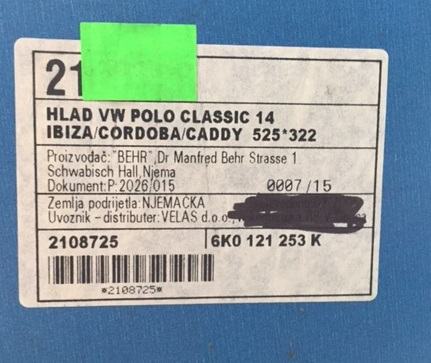 21
HLAD VW POLO CLASSIC 14
IBIZA/CORDOBA/CADDY 525*322
Proizvodač: "BEHR", Dr Manfred Behr Strasse 1
Schwabisch Hall,Njema
Dokument:P:2026/015 0007/15
Zemlja podrijetla: NJEMACKA
Uvoznik - distributer: VELAS d.o.o.
2108725 6K0 121 253 K
*2108725*